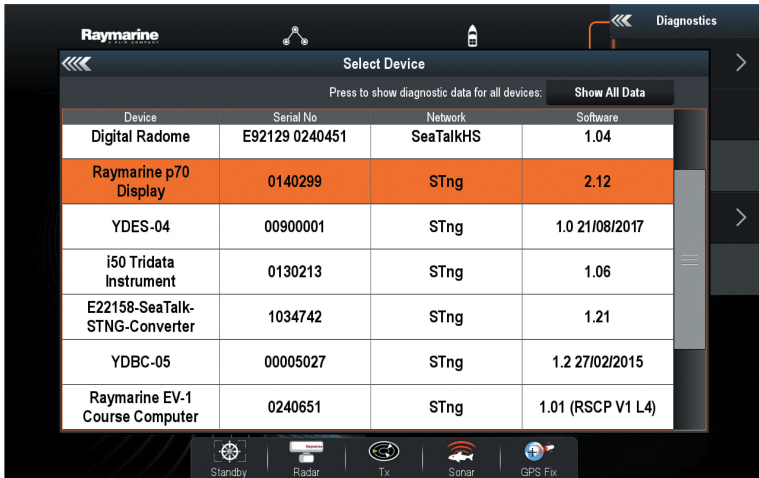 Raymarine
A FLIR COMPANY
Diagnostics
Select Device
Press to show diagnostic data for all devices: Show All Data
Device Serial No Network Software
Digital Radome E92129 0240451 SeaTalkHS 1.04
Raymarine p70
Display 0140299 STng 2.12
YDES-04 00900001 STng 1.0 21/08/2017
i50 Tridata
Instrument 0130213 STng 1.06
E22158-SeaTalk-
STNG-Converter 1034742 STng 1.21
YDBC-05 00005027 STng 1.2 27/02/2015
Raymarine EV-1
Course Computer 0240651 STng 1.01 (RSCP V1 L4)
Raymarine
Standby Radar Tx Sonar GPS Fix